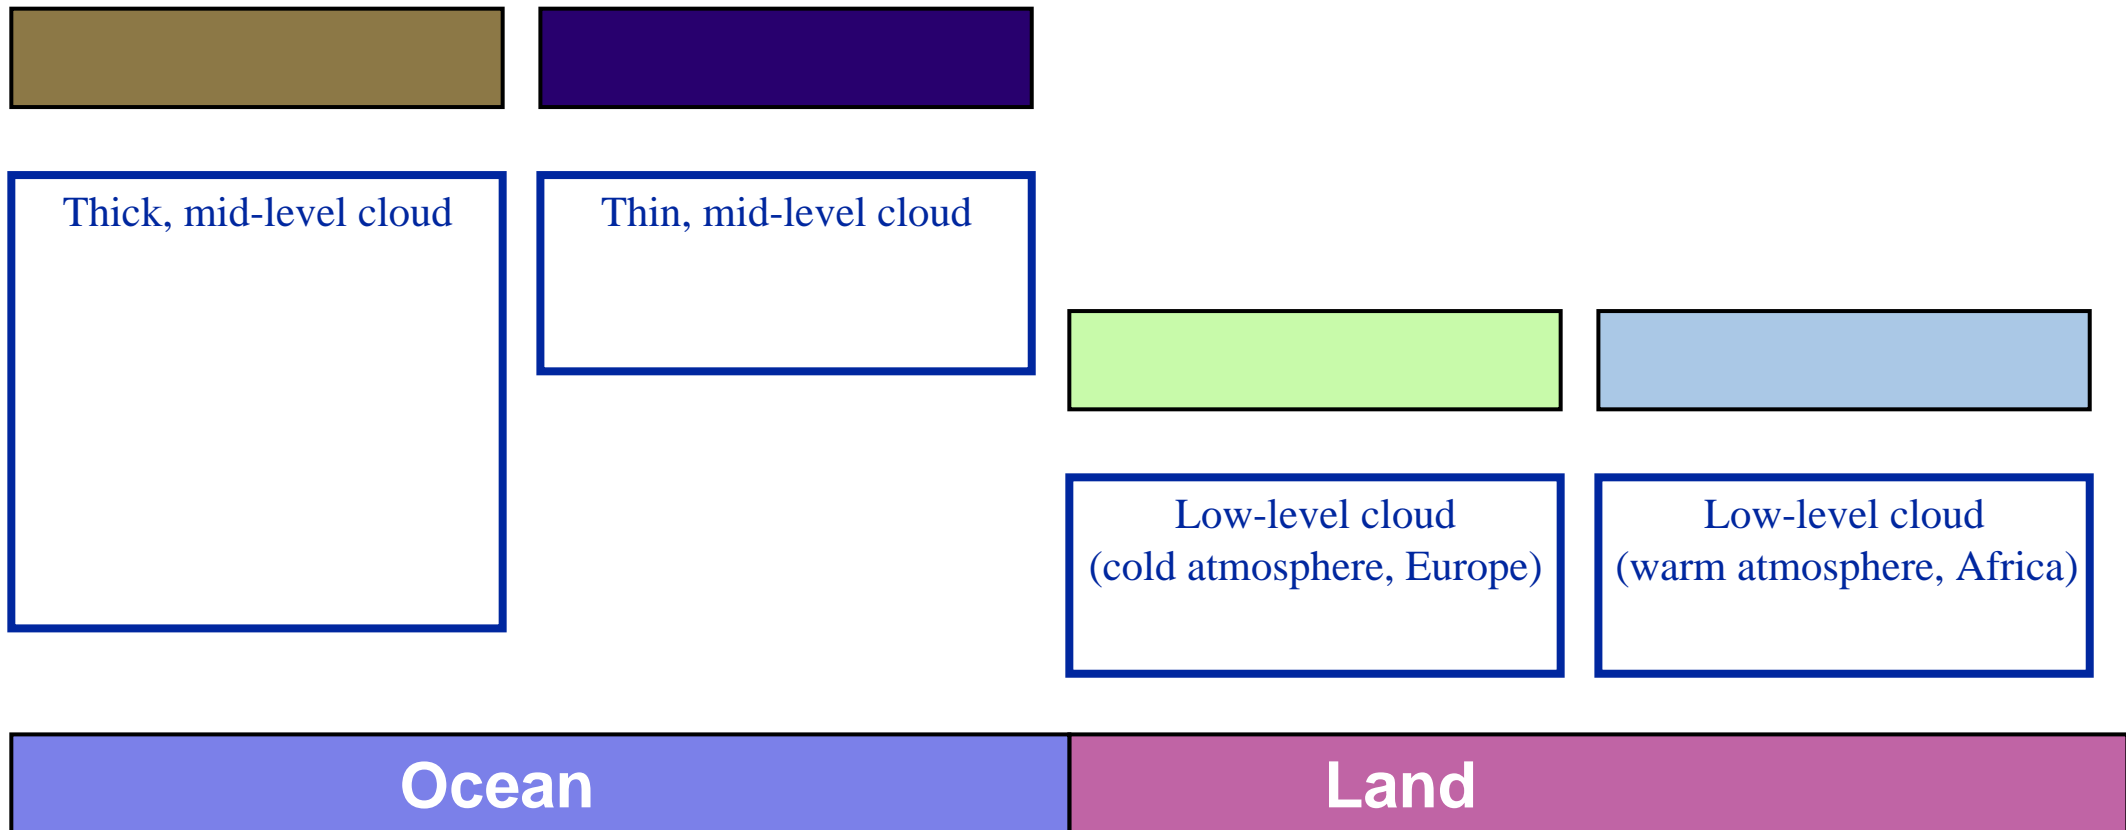 Thick, mid-level cloud
Thin, mid-level cloud
Low-level cloud
(cold atmosphere, Europe)
Low-level cloud
(warm atmosphere, Africa)
Ocean
Land